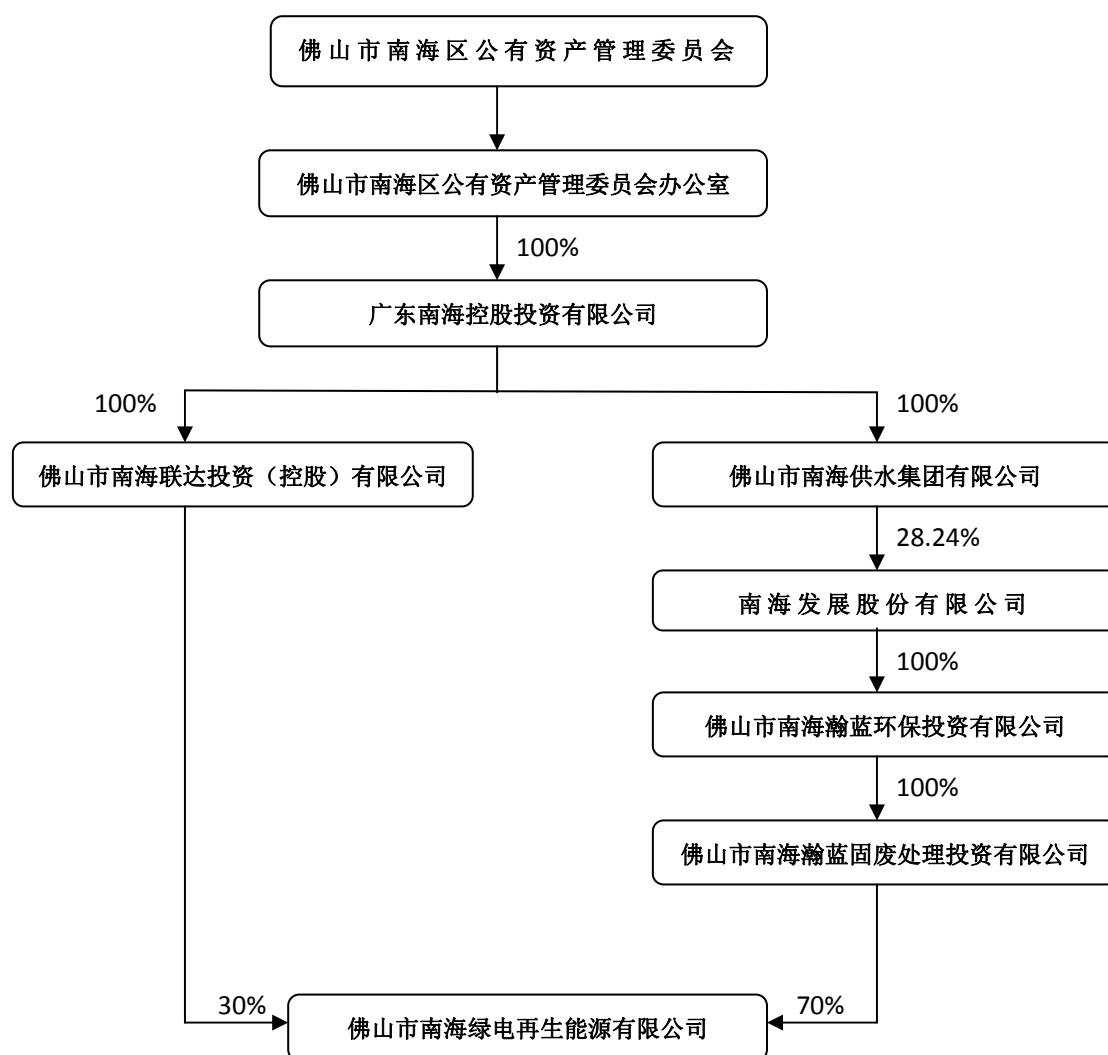 佛山市南海区公有资产管理委员会
佛山市南海区公有资产管理委员会办公室
100%
广东南海控股投资有限公司
100%
100%
佛山市南海联达投资（控股）有限公司
佛山市南海供水集团有限公司
28.24%
南海发展股份有限公司
100%
佛山市南海瀚蓝环保投资有限公司
100%
佛山市南海瀚蓝固废处理投资有限公司
30%
70%
佛山市南海绿电再生能源有限公司